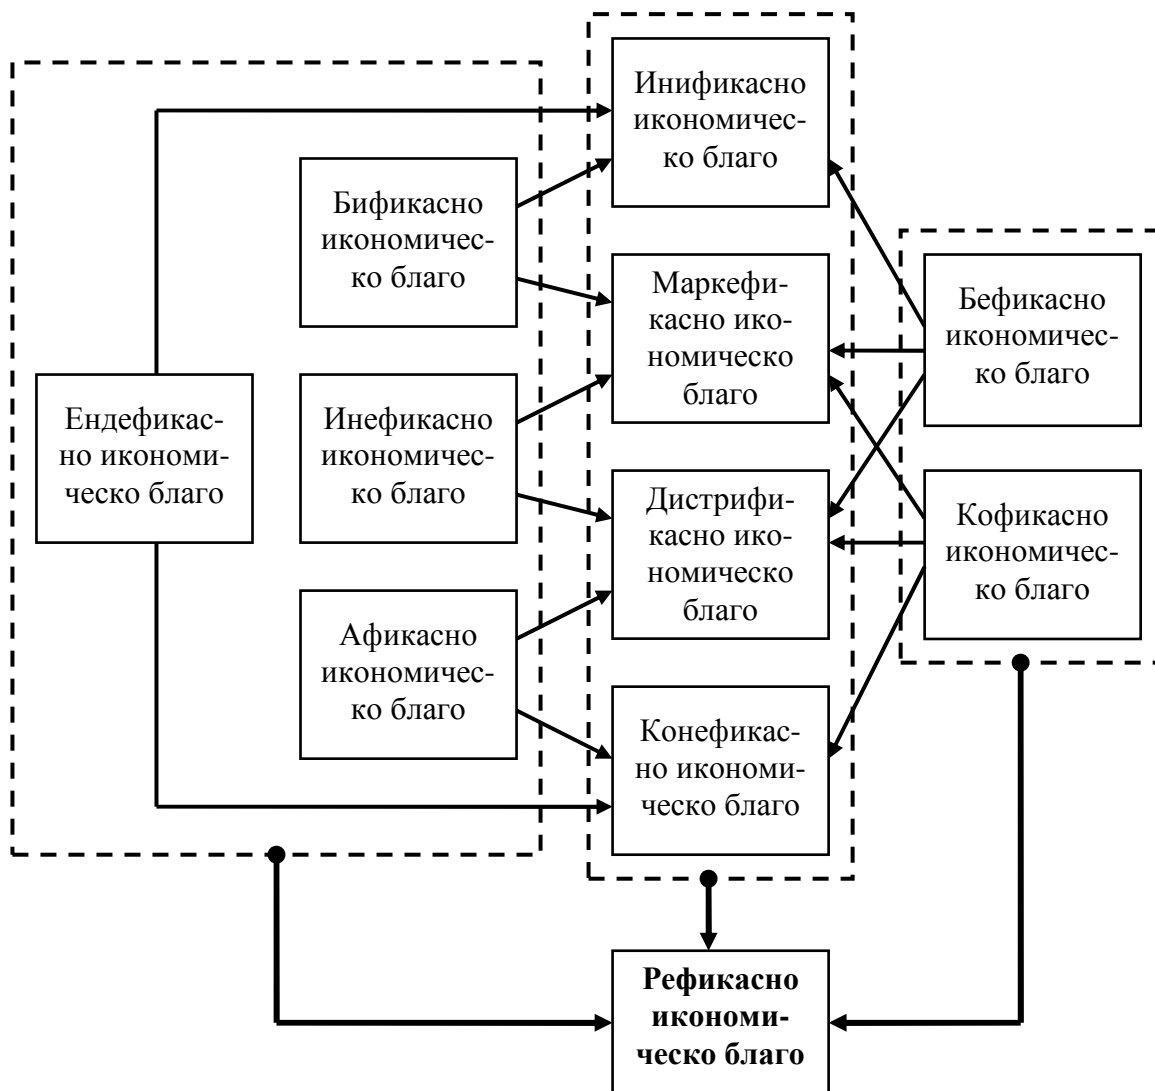 Инификасно
икономичес-
ко благо
Бификасно
икономичес-
ко благо
Маркефи-
касно ико-
номическо
благо
Бефикасно
икономичес-
ко благо
Ендефикас-
но икономи-
ческо благо
Инефикасно
икономичес-
ко благо
Дистрифи-
касно ико-
номическо
благо
Кофикасно
икономичес-
ко благо
Афикасно
икономичес-
ко благо
Конефикас-
но икономи-
ческо благо
Рефикасно
икономи-
ческо благо